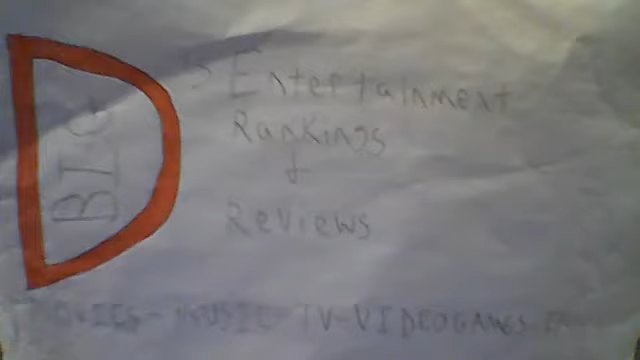 BIG D's Entertainment
Rankings
&
Reviews
MOVIES-MUSIC-TV-VIDEOGAMES-